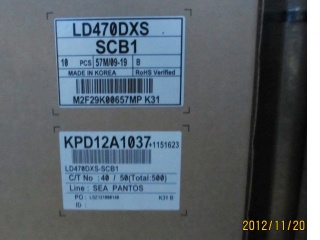 LD470DXS
SCB1
10 PCS 57M/09-19 B
MADE IN KOREA RoHS Verified
M2F29K00657MP K31
KPD12A1037-1151623
LD470DXS-SCB1
C/T No : 40 / 50(Total:500)
Line : SEA PANTOS
PO : K31 B
ID :
2012/11/20